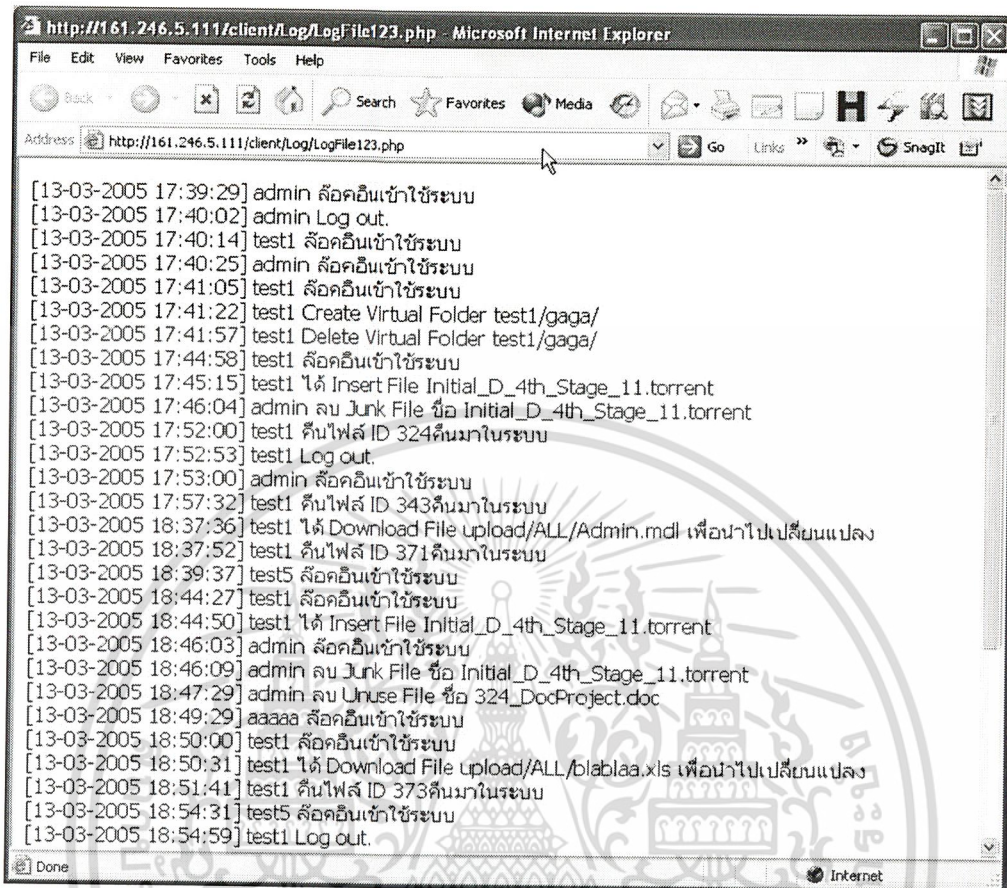 http://161.246.5.111/client/Log/LogFile123.php - Microsoft Internet Explorer
File Edit View Favorites Tools Help
Back Search Favorites Media
Address http://161.246.5.111/client/Log/LogFile123.php Go Links » SnagIt
[13-03-2005 17:39:29] admin ล๊อคอินเข้าใช้ระบบ
[13-03-2005 17:40:02] admin Log out.
[13-03-2005 17:40:14] test1 ล๊อคอินเข้าใช้ระบบ
[13-03-2005 17:40:25] admin ล๊อคอินเข้าใช้ระบบ
[13-03-2005 17:41:05] test1 ล๊อคอินเข้าใช้ระบบ
[13-03-2005 17:41:22] test1 Create Virtual Folder test1/gaga/
[13-03-2005 17:41:57] test1 Delete Virtual Folder test1/gaga/
[13-03-2005 17:44:58] test1 ล๊อคอินเข้าใช้ระบบ
[13-03-2005 17:45:15] test1 ได้ Insert File Initial_D_4th_Stage_11.torrent
[13-03-2005 17:46:04] admin ลบ Junk File ชื่อ Initial_D_4th_Stage_11.torrent
[13-03-2005 17:52:00] test1 คืนไฟล์ ID 324คืนมาในระบบ
[13-03-2005 17:52:53] test1 Log out.
[13-03-2005 17:53:00] admin ล๊อคอินเข้าใช้ระบบ
[13-03-2005 17:57:32] test1 คืนไฟล์ ID 343คืนมาในระบบ
[13-03-2005 18:37:36] test1 ได้ Download File upload/ALL/Admin.mdl เพื่อนำไปเปลี่ยนแปลง
[13-03-2005 18:37:52] test1 คืนไฟล์ ID 371คืนมาในระบบ
[13-03-2005 18:39:37] test5 ล๊อคอินเข้าใช้ระบบ
[13-03-2005 18:44:27] test1 ล๊อคอินเข้าใช้ระบบ
[13-03-2005 18:44:50] test1 ได้ Insert File Initial_D_4th_Stage_11.torrent
[13-03-2005 18:46:03] admin ล๊อคอินเข้าใช้ระบบ
[13-03-2005 18:46:09] admin ลบ Junk File ชื่อ Initial_D_4th_Stage_11.torrent
[13-03-2005 18:47:29] admin ลบ Unuse File ชื่อ 324_DocProject.doc
[13-03-2005 18:49:29] aaaaa ล๊อคอินเข้าใช้ระบบ
[13-03-2005 18:50:00] test1 ล๊อคอินเข้าใช้ระบบ
[13-03-2005 18:50:31] test1 ได้ Download File upload/ALL/blablaa.xls เพื่อนำไปเปลี่ยนแปลง
[13-03-2005 18:51:41] test1 คืนไฟล์ ID 373คืนมาในระบบ
[13-03-2005 18:54:31] test5 ล๊อคอินเข้าใช้ระบบ
[13-03-2005 18:54:59] test1 Log out.
Done Internet